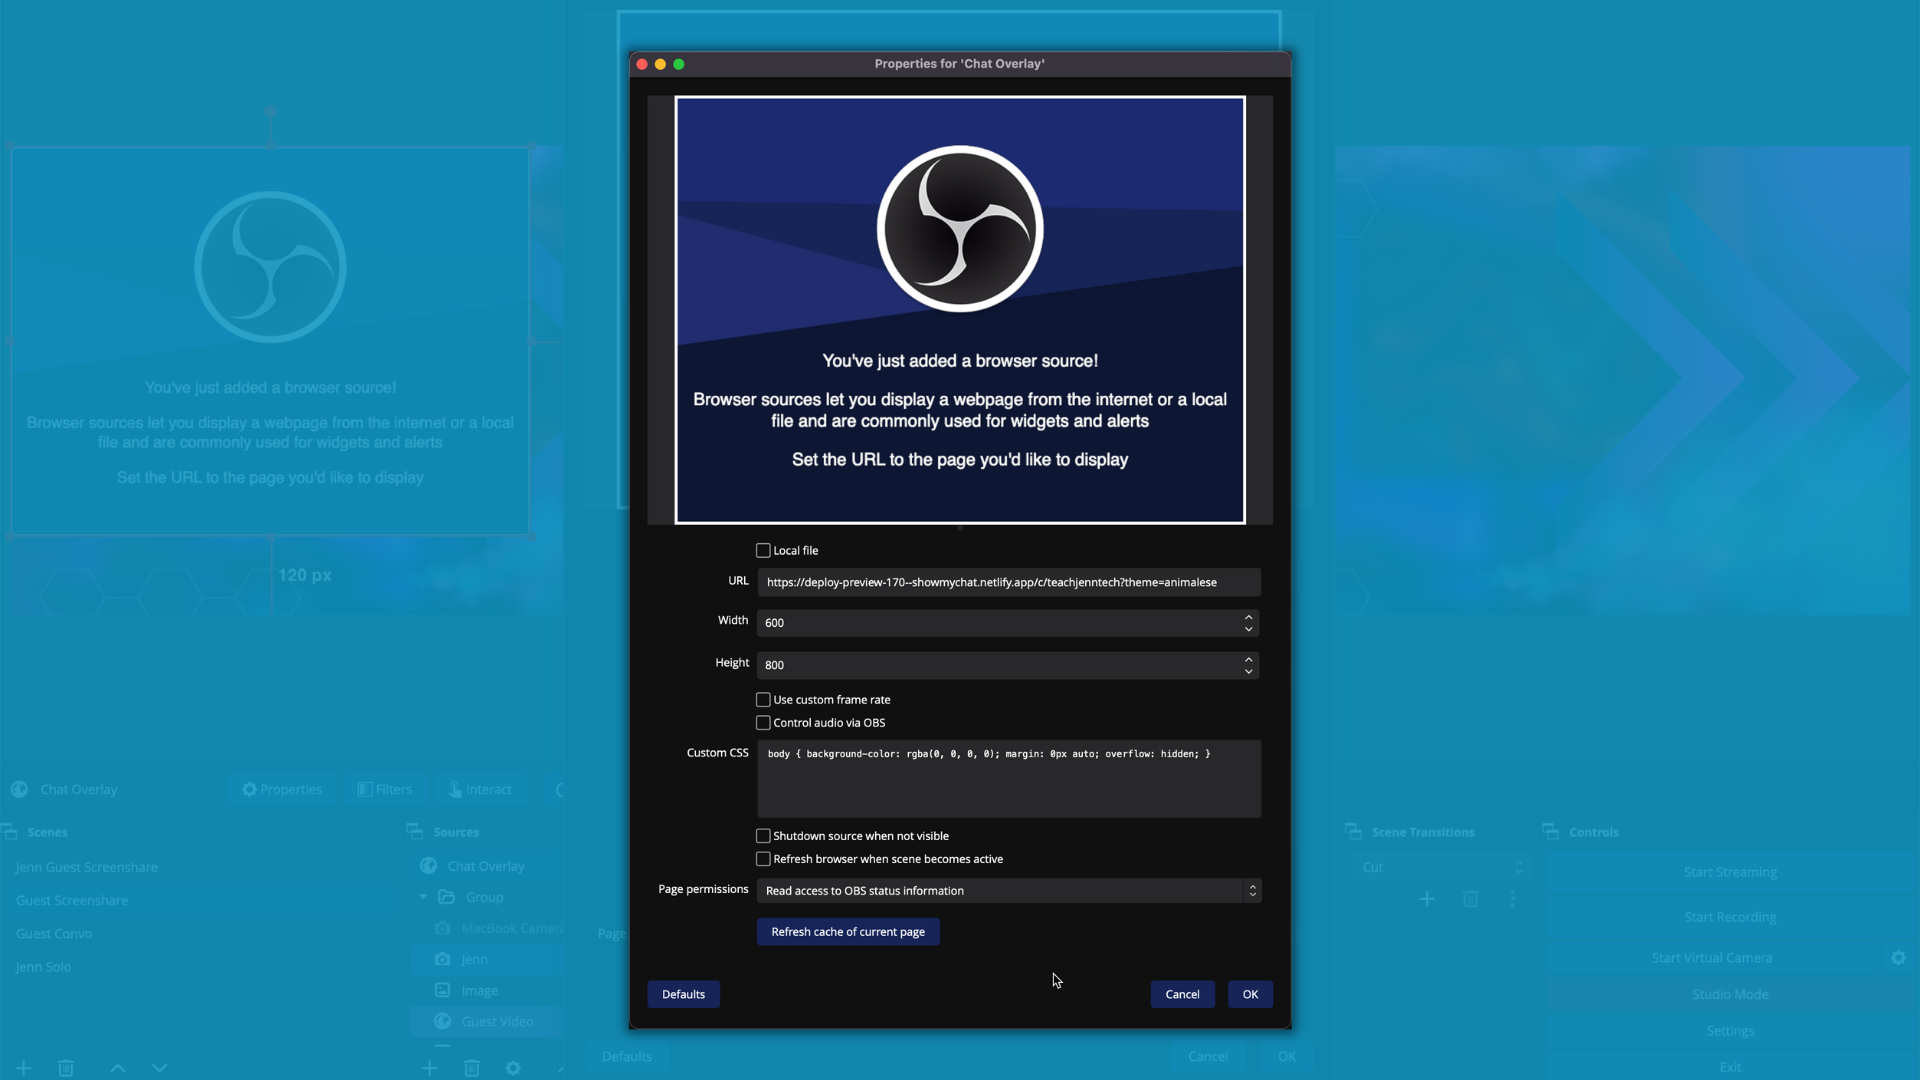 Properties for 'Chat Overlay'
You've just added a browser source!
Browser sources let you display a webpage from the internet or a local
file and are commonly used for widgets and alerts
Set the URL to the page you'd like to display
Local file
URL
https://deploy-preview-170--showmychat.netlify.app/c/teachjenntech?theme=animalese
Width
600
Height
800
Use custom frame rate
Control audio via OBS
Custom CSS
body { background-color: rgba(0, 0, 0, 0); margin: 0px auto; overflow: hidden; }
Shutdown source when not visible
Refresh browser when scene becomes active
Page permissions
Read access to OBS status information
Refresh cache of current page
Defaults
Cancel
OK
You've just added a browser source!
Browser sources let you display a webpage from the internet or a local
file and are commonly used for widgets and alerts
Set the URL to the page you'd like to display
120 px
Chat Overlay
Properties
Filters
Interact
Scenes
Jenn Guest Screenshare
Guest Screenshare
Guest Convo
Jenn Solo
Sources
Chat Overlay
Group
MacBook Camera
Jenn
Image
Guest Video
Page
Defaults
Cancel
OK
Scene Transitions
Cut
Controls
Start Streaming
Start Recording
Start Virtual Camera
Studio Mode
Settings
Exit